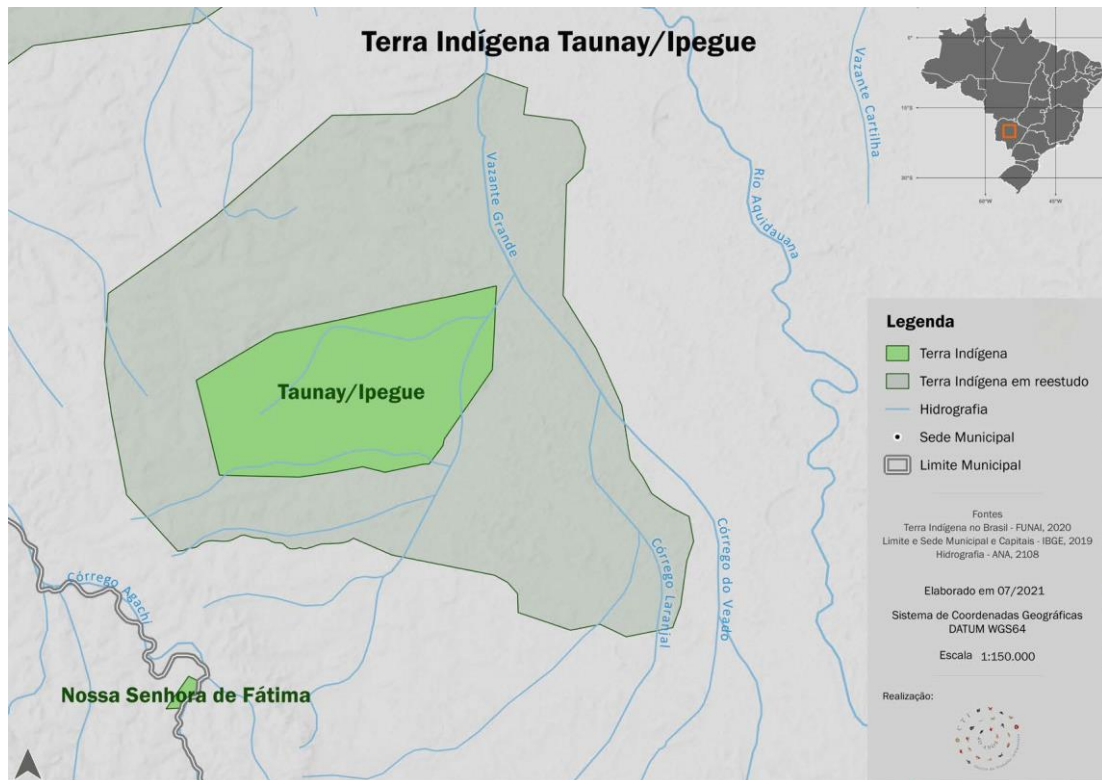 Terra Indígena Taunay/Ipegue
Vazante Cartilha
Vazante Grande
Rio Aquidauana
0°
10°S
60°W
Taunay/Ipegue
Legenda
Terra Indígena
Terra Indígena em reestudo
Hidrografia
Sede Municipal
Limite Municipal
Fontes
Terra Indígena no Brasil - FUNAI, 2020
Limite e Sede Municipal e Capitais - IBGE, 2019
Hidrografia - ANA, 2108
Elaborado em 07/2021
Sistema de Coordenadas Geográficas
DATUM WGS64
Escala 1:150.000
Realização:
Córrego Agachi
Córrego Laranjal
Córrego do Veado
Nossa Senhora de Fátima